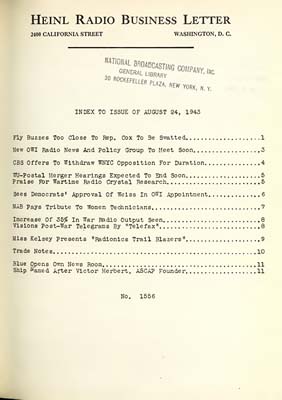 HEINL RADIO BUSINESS LETTER
2400 CALIFORNIA STREET WASHINGTON, D. C.
NATIONAL BROADCASTING COMPANY, INC.
GENERAL LIBRARY
30 ROCKEFELLER PLAZA, NEW YORK, N. Y.
INDEX TO ISSUE OF AUGUST 24, 1943
Fly Buzzes Too Close To Rep. Cox To Be Swatted....................1
New OWI Radio News And Policy Group To Meet Soon..................3
CBS Offers To Withdraw WNYC Opposition For Duration...............4
WU-Postal Merger Hearings Expected To End Soon....................5
Praise For Wartime Radio Crystal Research.........................5
Sees Democrats' Approval Of Weiss In OWI Appointment..............6
NAB Pays Tribute To Women Technicians.............................7
Increase Of 35% In War Radio Output Seen..........................8
Visions Post-War Telegrams By "Telefax"...........................8
Miss Kelsey Presents "Radionics Trail Blazers"....................9
Trade Notes......................................................10
Blue Opens Own News Room.........................................11
Ship Named After Victor Herbert, ASCAP Founder...................11
No. 1556